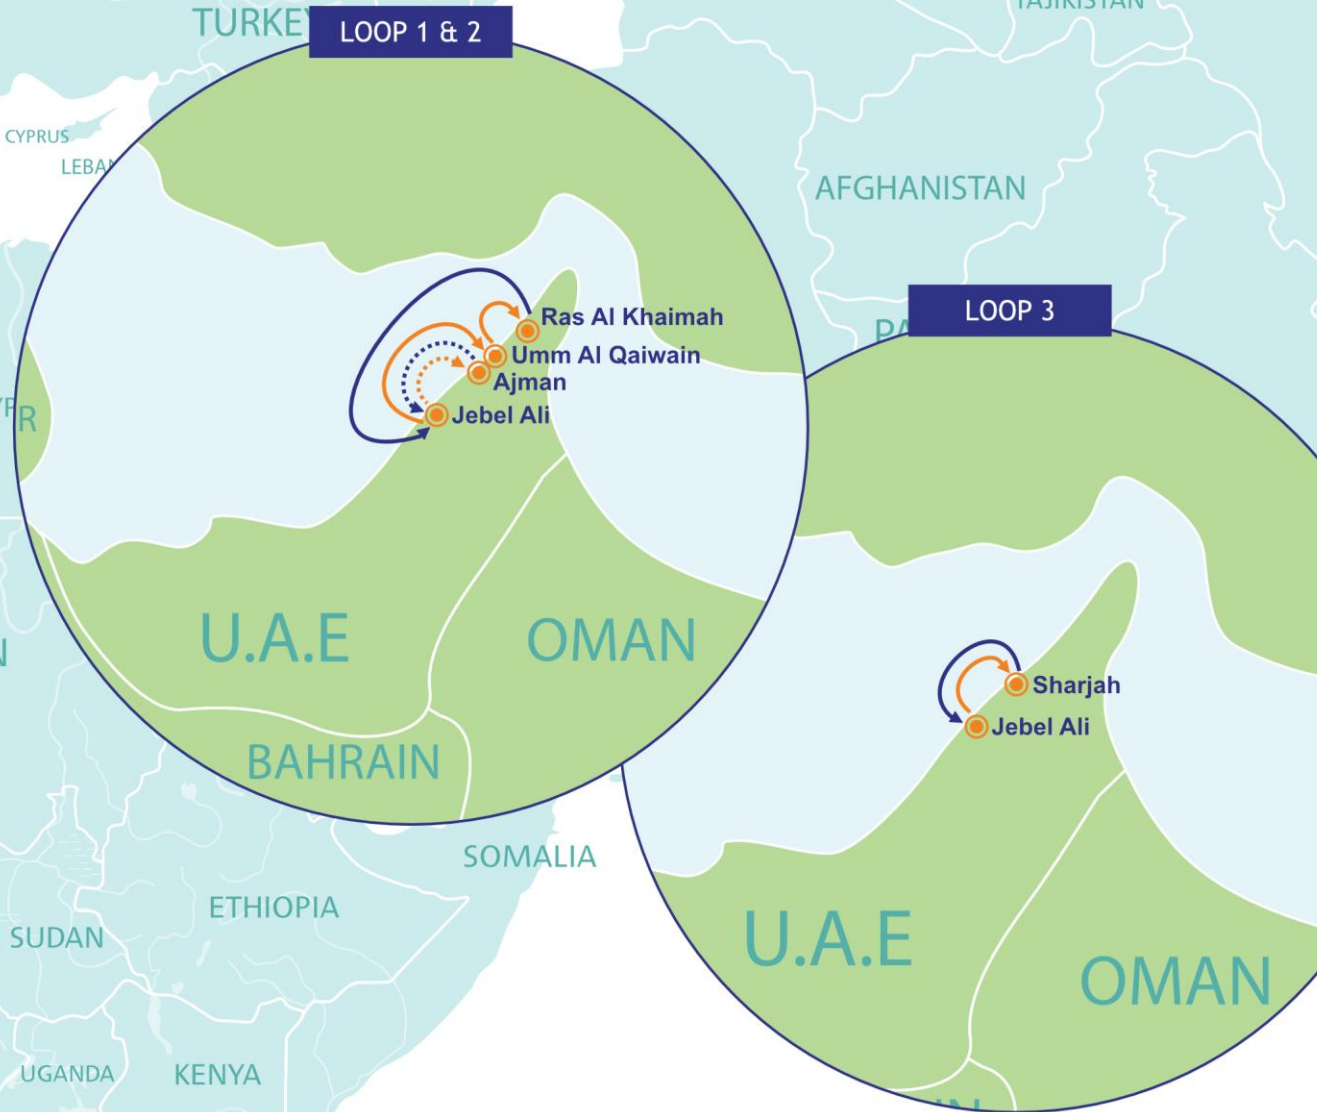 TURKEY
LOOP 1 & 2
TAJIKISTAN
CYPRUS
AFGHANISTAN
LOOP 3
Ras Al Khaimah
Umm Al Qaiwain
Ajman
Jebel Ali
U.A.E
OMAN
BAHRAIN
Sharjah
Jebel Ali
SOMALIA
ETHIOPIA
SUDAN
U.A.E
OMAN
UGANDA
KENYA